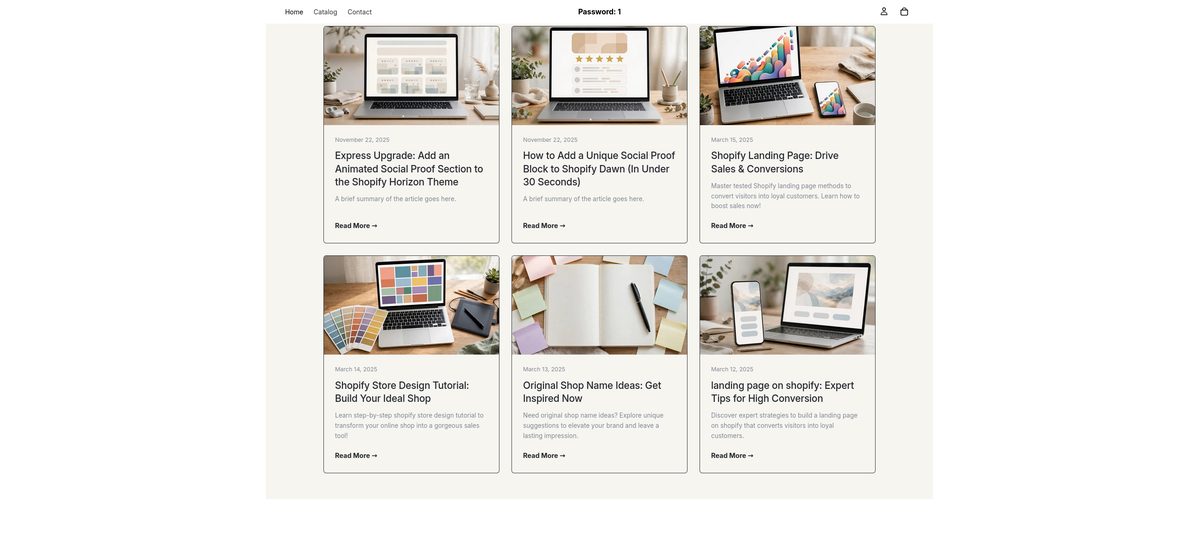 Home Catalog Contact
Password: 1
November 22, 2025
Express Upgrade: Add an
Animated Social Proof Section to
the Shopify Horizon Theme
A brief summary of the article goes here.
Read More →
November 22, 2025
How to Add a Unique Social Proof
Block to Shopify Dawn (In Under
30 Seconds)
A brief summary of the article goes here.
Read More →
March 15, 2025
Shopify Landing Page: Drive
Sales & Conversions
Master tested Shopify landing page methods to
convert visitors into loyal customers. Learn how to
boost sales now!
Read More →
March 14, 2025
Shopify Store Design Tutorial:
Build Your Ideal Shop
Learn step-by-step shopify store design tutorial to
transform your online shop into a gorgeous sales
tool!
Read More →
March 13, 2025
Original Shop Name Ideas: Get
Inspired Now
Need original shop name ideas? Explore unique
suggestions to elevate your brand and leave a
lasting impression.
Read More →
March 12, 2025
landing page on shopify: Expert
Tips for High Conversion
Discover expert strategies to build a landing page
on shopify that converts visitors into loyal
customers.
Read More →